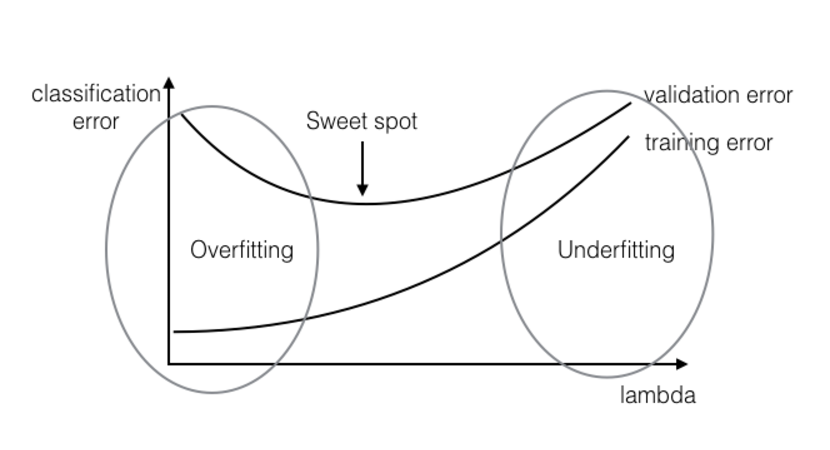 classification
error
Sweet spot
validation error
training error
Overfitting
Underfitting
lambda